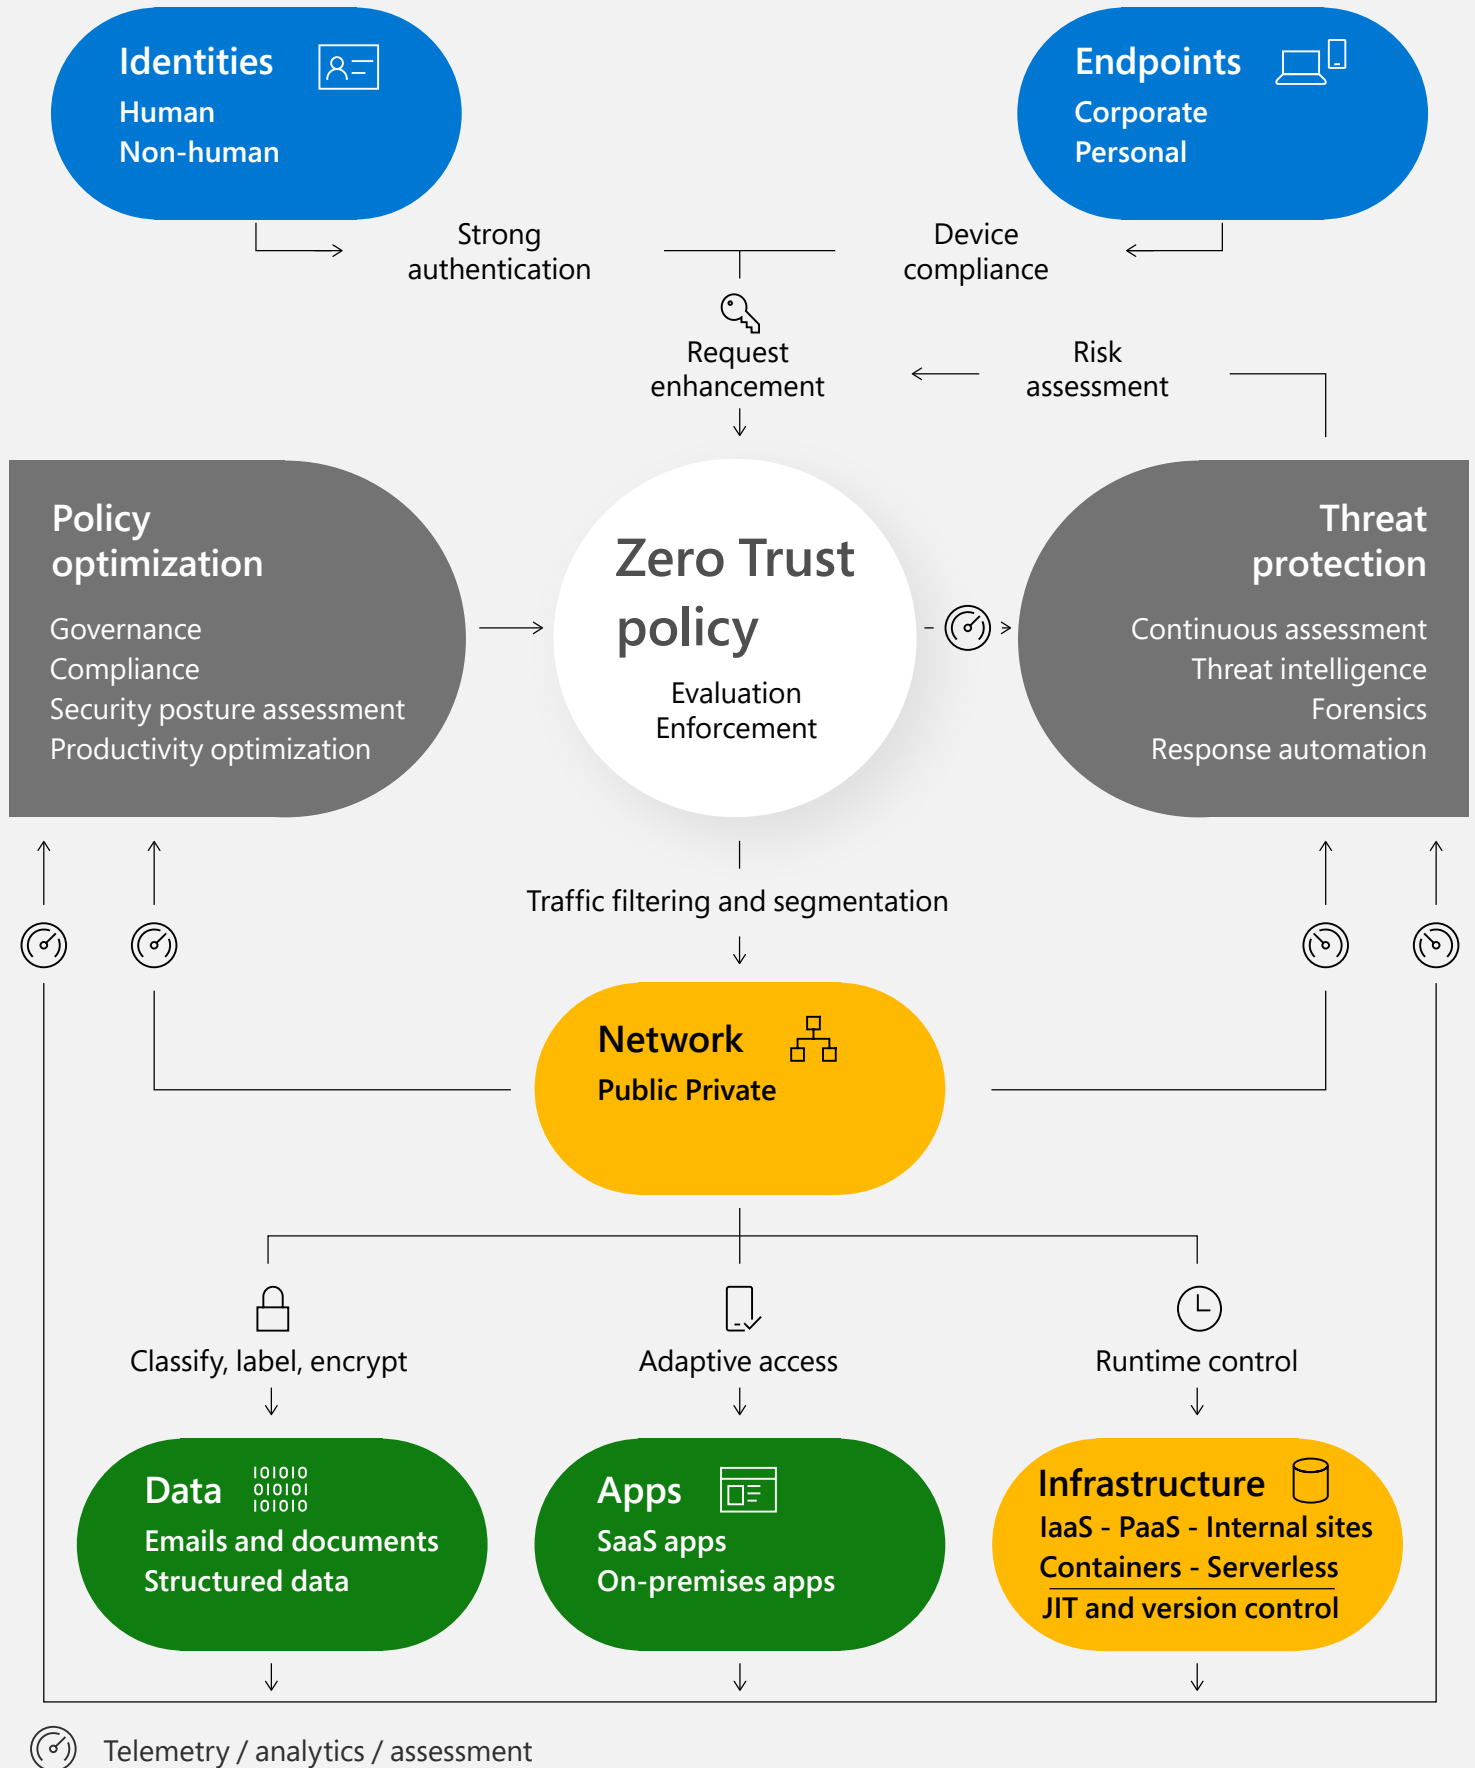 Identities
Human
Non-human
Endpoints
Corporate
Personal
Strong
authentication
Device
compliance
Request
enhancement
Risk
assessment
Policy
optimization
Governance
Compliance
Security posture assessment
Productivity optimization
Zero Trust
policy
Evaluation
Enforcement
Threat
protection
Continuous assessment
Threat intelligence
Forensics
Response automation
Traffic filtering and segmentation
Network
Public Private
Classify, label, encrypt
Adaptive access
Runtime control
Data
101010
010101
101010
Emails and documents
Structured data
Apps
SaaS apps
On-premises apps
Infrastructure
IaaS - PaaS - Internal sites
Containers - Serverless
JIT and version control
Telemetry / analytics / assessment